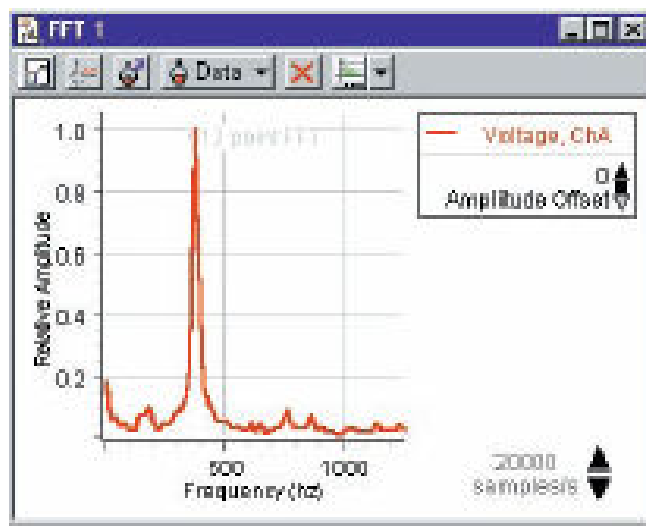 FFT 1
Data
1.0
0.8
0.6
0.4
0.2
Relative Amplitude
500
1000
Frequency (hz)
Voltage, ChA
0
Amplitude Offset
20000
samples/s